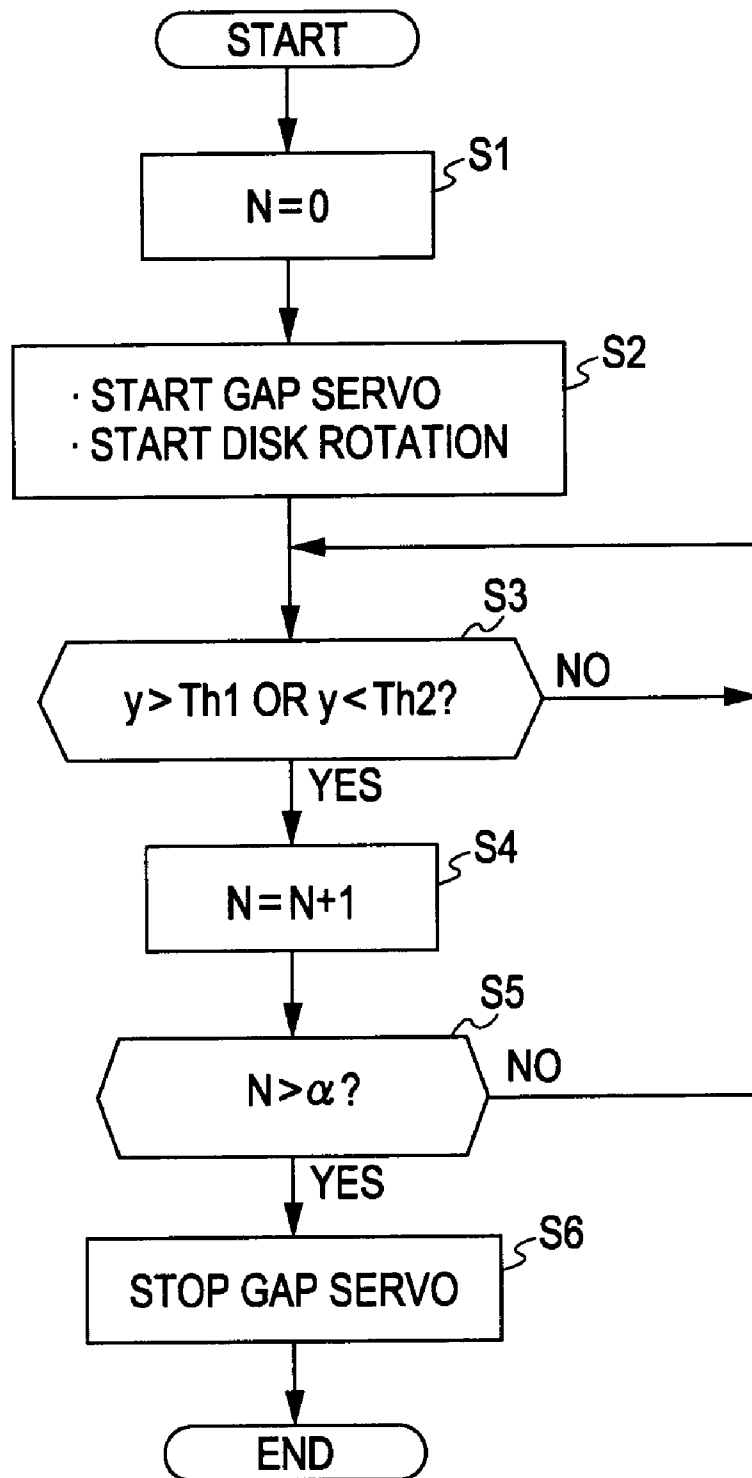 START
S1
N=0
S2
· START GAP SERVO
· START DISK ROTATION
S3
y>Th1 OR y<Th2?
NO
YES
S4
N=N+1
S5
N>α?
NO
YES
S6
STOP GAP SERVO
END